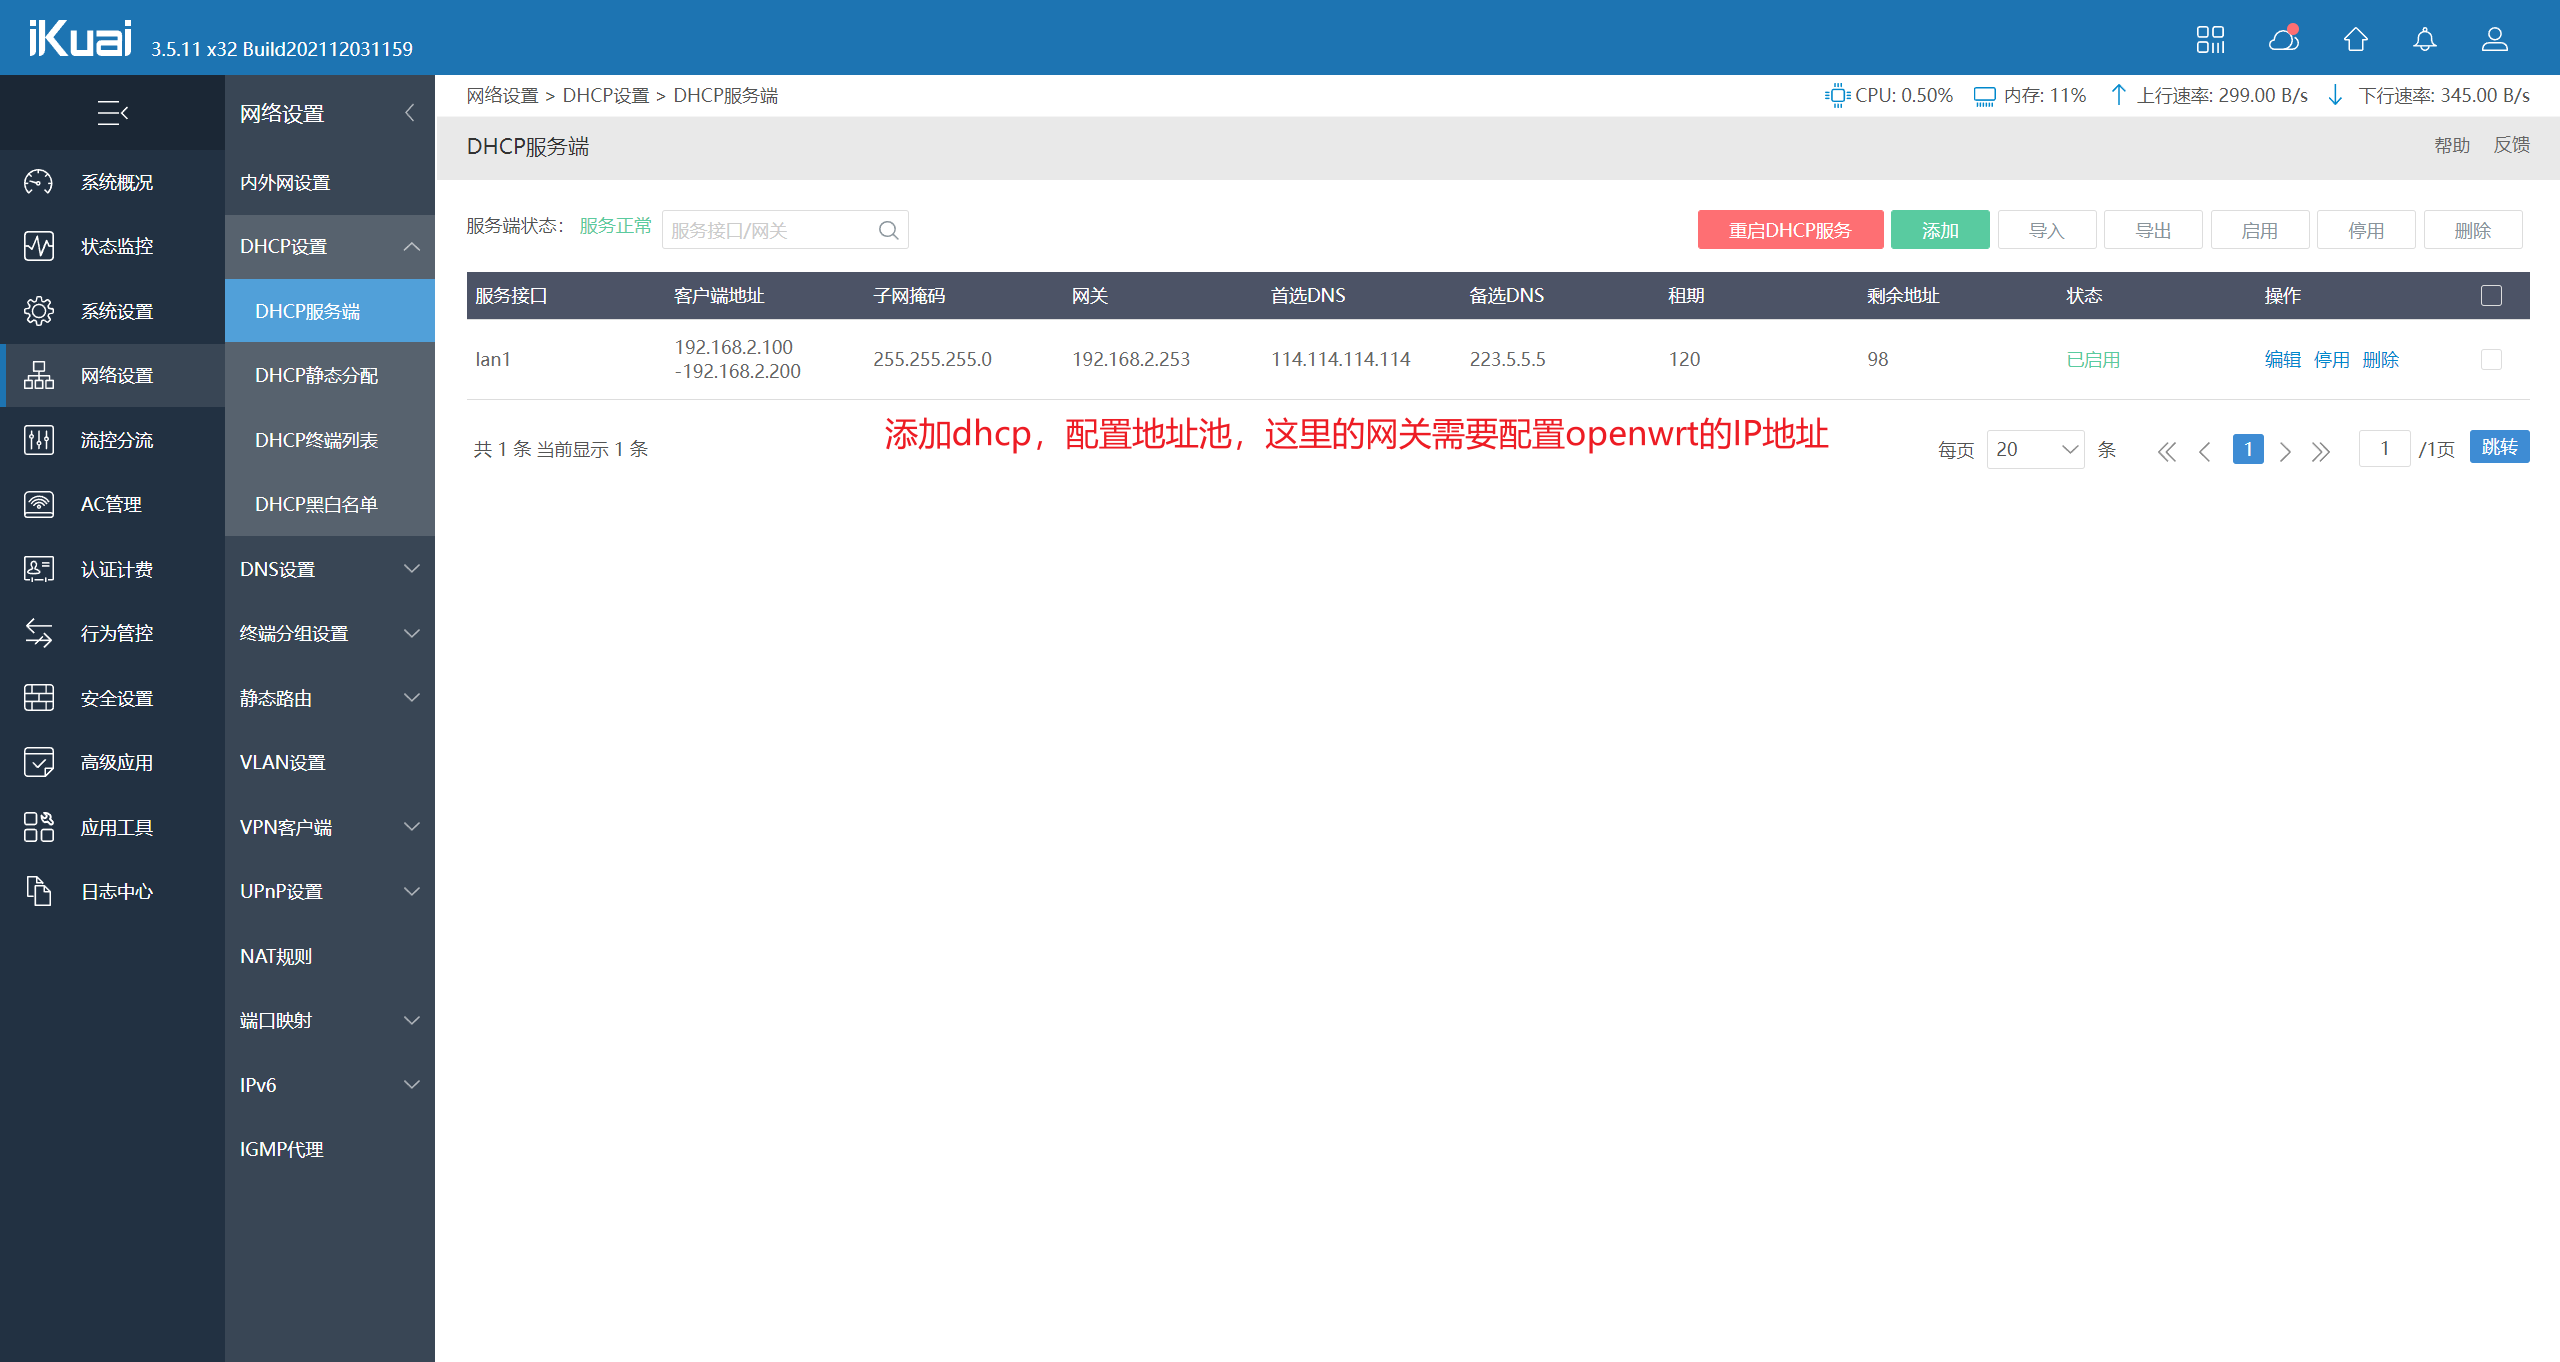 iKuai 3.5.11 x32 Build202112031159
网络设置
系统概况
状态监控
系统设置
网络设置
流控分流
AC管理
认证计费
行为管控
安全设置
高级应用
应用工具
日志中心
内外网设置
DHCP设置
DHCP服务端
DHCP静态分配
DHCP终端列表
DHCP黑白名单
DNS设置
终端分组设置
静态路由
VLAN设置
VPN客户端
UPnP设置
NAT规则
端口映射
IPv6
IGMP代理
网络设置 > DHCP设置 > DHCP服务端
CPU: 0.50% 内存: 11% 上行速率: 299.00 B/s 下行速率: 345.00 B/s
DHCP服务端 帮助 反馈
服务端状态： 服务正常 服务接口/网关 重启DHCP服务 添加 导入 导出 启用 停用 删除
服务接口 客户端地址 子网掩码 网关 首选DNS 备选DNS 租期 剩余地址 状态 操作
lan1 192.168.2.100
-192.168.2.200 255.255.255.0 192.168.2.253 114.114.114.114 223.5.5.5 120 98 已启用 编辑 停用 删除
添加dhcp，配置地址池，这里的网关需要配置openwrt的IP地址
共 1 条 当前显示 1 条 每页 20 条 1 1 /1页 跳转